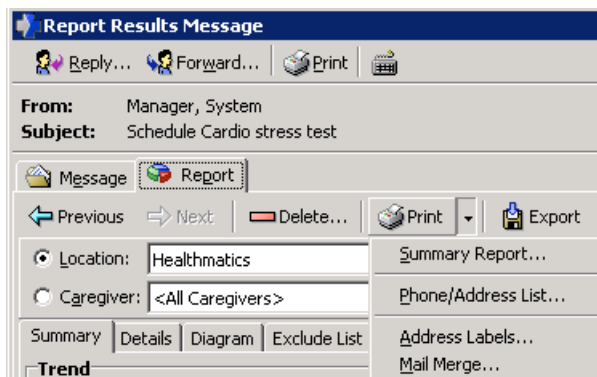 Report Results Message
Reply... Forward... Print
From: Manager, System
Subject: Schedule Cardio stress test
Message Report
Previous Next Delete... Print Export
Location: Healthmatics
Summary Report...
Caregiver: <All Caregivers>
Phone/Address List...
Summary Details Diagram Exclude List
Address Labels...
Trend
Mail Merge...